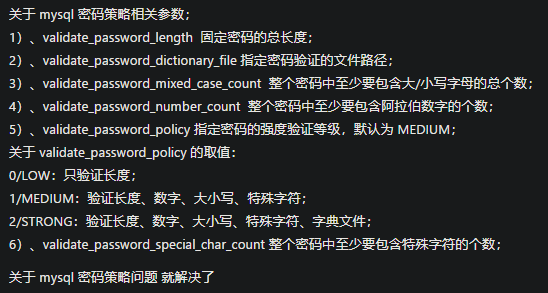 关于 mysql 密码策略相关参数；
1）、validate_password_length  固定密码的总长度；
2）、validate_password_dictionary_file 指定密码验证的文件路径；
3）、validate_password_mixed_case_count  整个密码中至少要包含大/小写字母的总个数；
4）、validate_password_number_count  整个密码中至少要包含阿拉伯数字的个数；
5）、validate_password_policy 指定密码的强度验证等级，默认为 MEDIUM；
关于 validate_password_policy 的取值：
0/LOW：只验证长度；
1/MEDIUM：验证长度、数字、大小写、特殊字符；
2/STRONG：验证长度、数字、大小写、特殊字符、字典文件；
6）、validate_password_special_char_count 整个密码中至少要包含特殊字符的个数；
关于 mysql 密码策略问题 就解决了